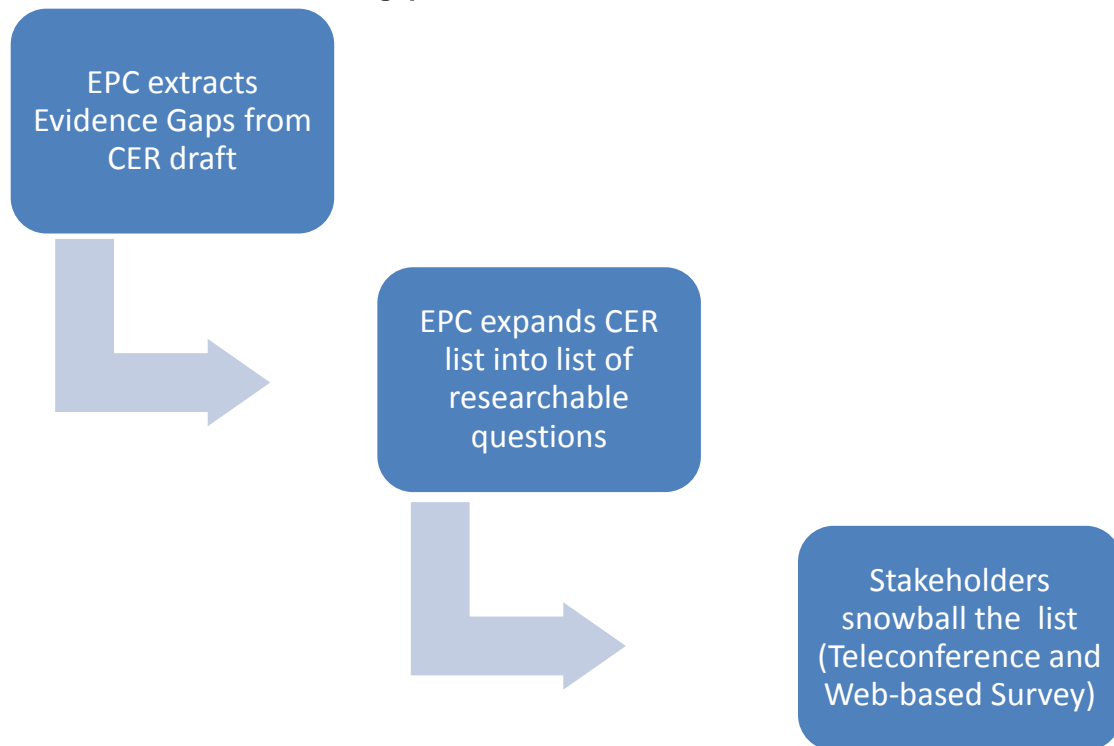 EPC extracts
Evidence Gaps from
CER draft
EPC expands CER
list into list of
researchable
questions
Stakeholders
snowball the  list
(Teleconference and
Web-based Survey)